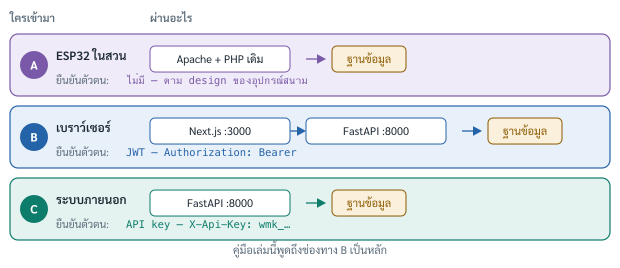 ใครเข้ามา ผ่านอะไร
A ESP32 ในสวน Apache + PHP เดิม ฐานข้อมูล
ยืนยันตัวตน: ไม่มี — ตาม design ของอุปกรณ์สนาม
B เบราว์เซอร์ Next.js :3000 FastAPI :8000 ฐานข้อมูล
ยืนยันตัวตน: JWT — Authorization: Bearer
C ระบบภายนอก FastAPI :8000 ฐานข้อมูล
ยืนยันตัวตน: API key — X-Api-Key: wmk_…
คู่มือเล่มนี้พูดถึงช่องทาง B เป็นหลัก